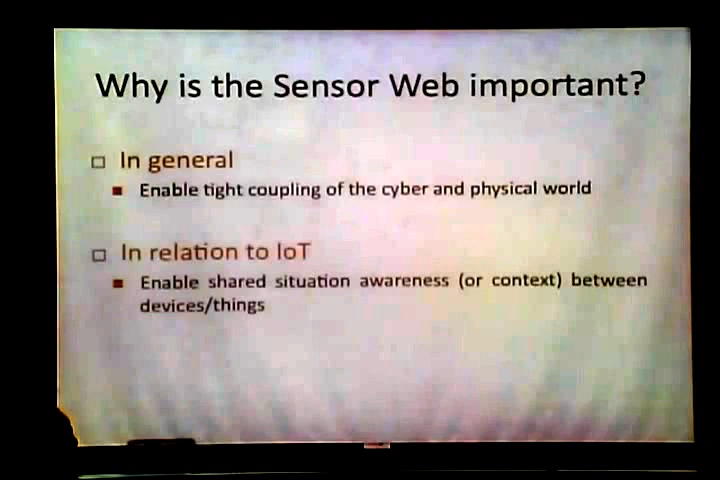 Why is the Sensor Web important?
In general
Enable tight coupling of the cyber and physical world
In relation to IoT
Enable shared situation awareness (or context) between
devices/things